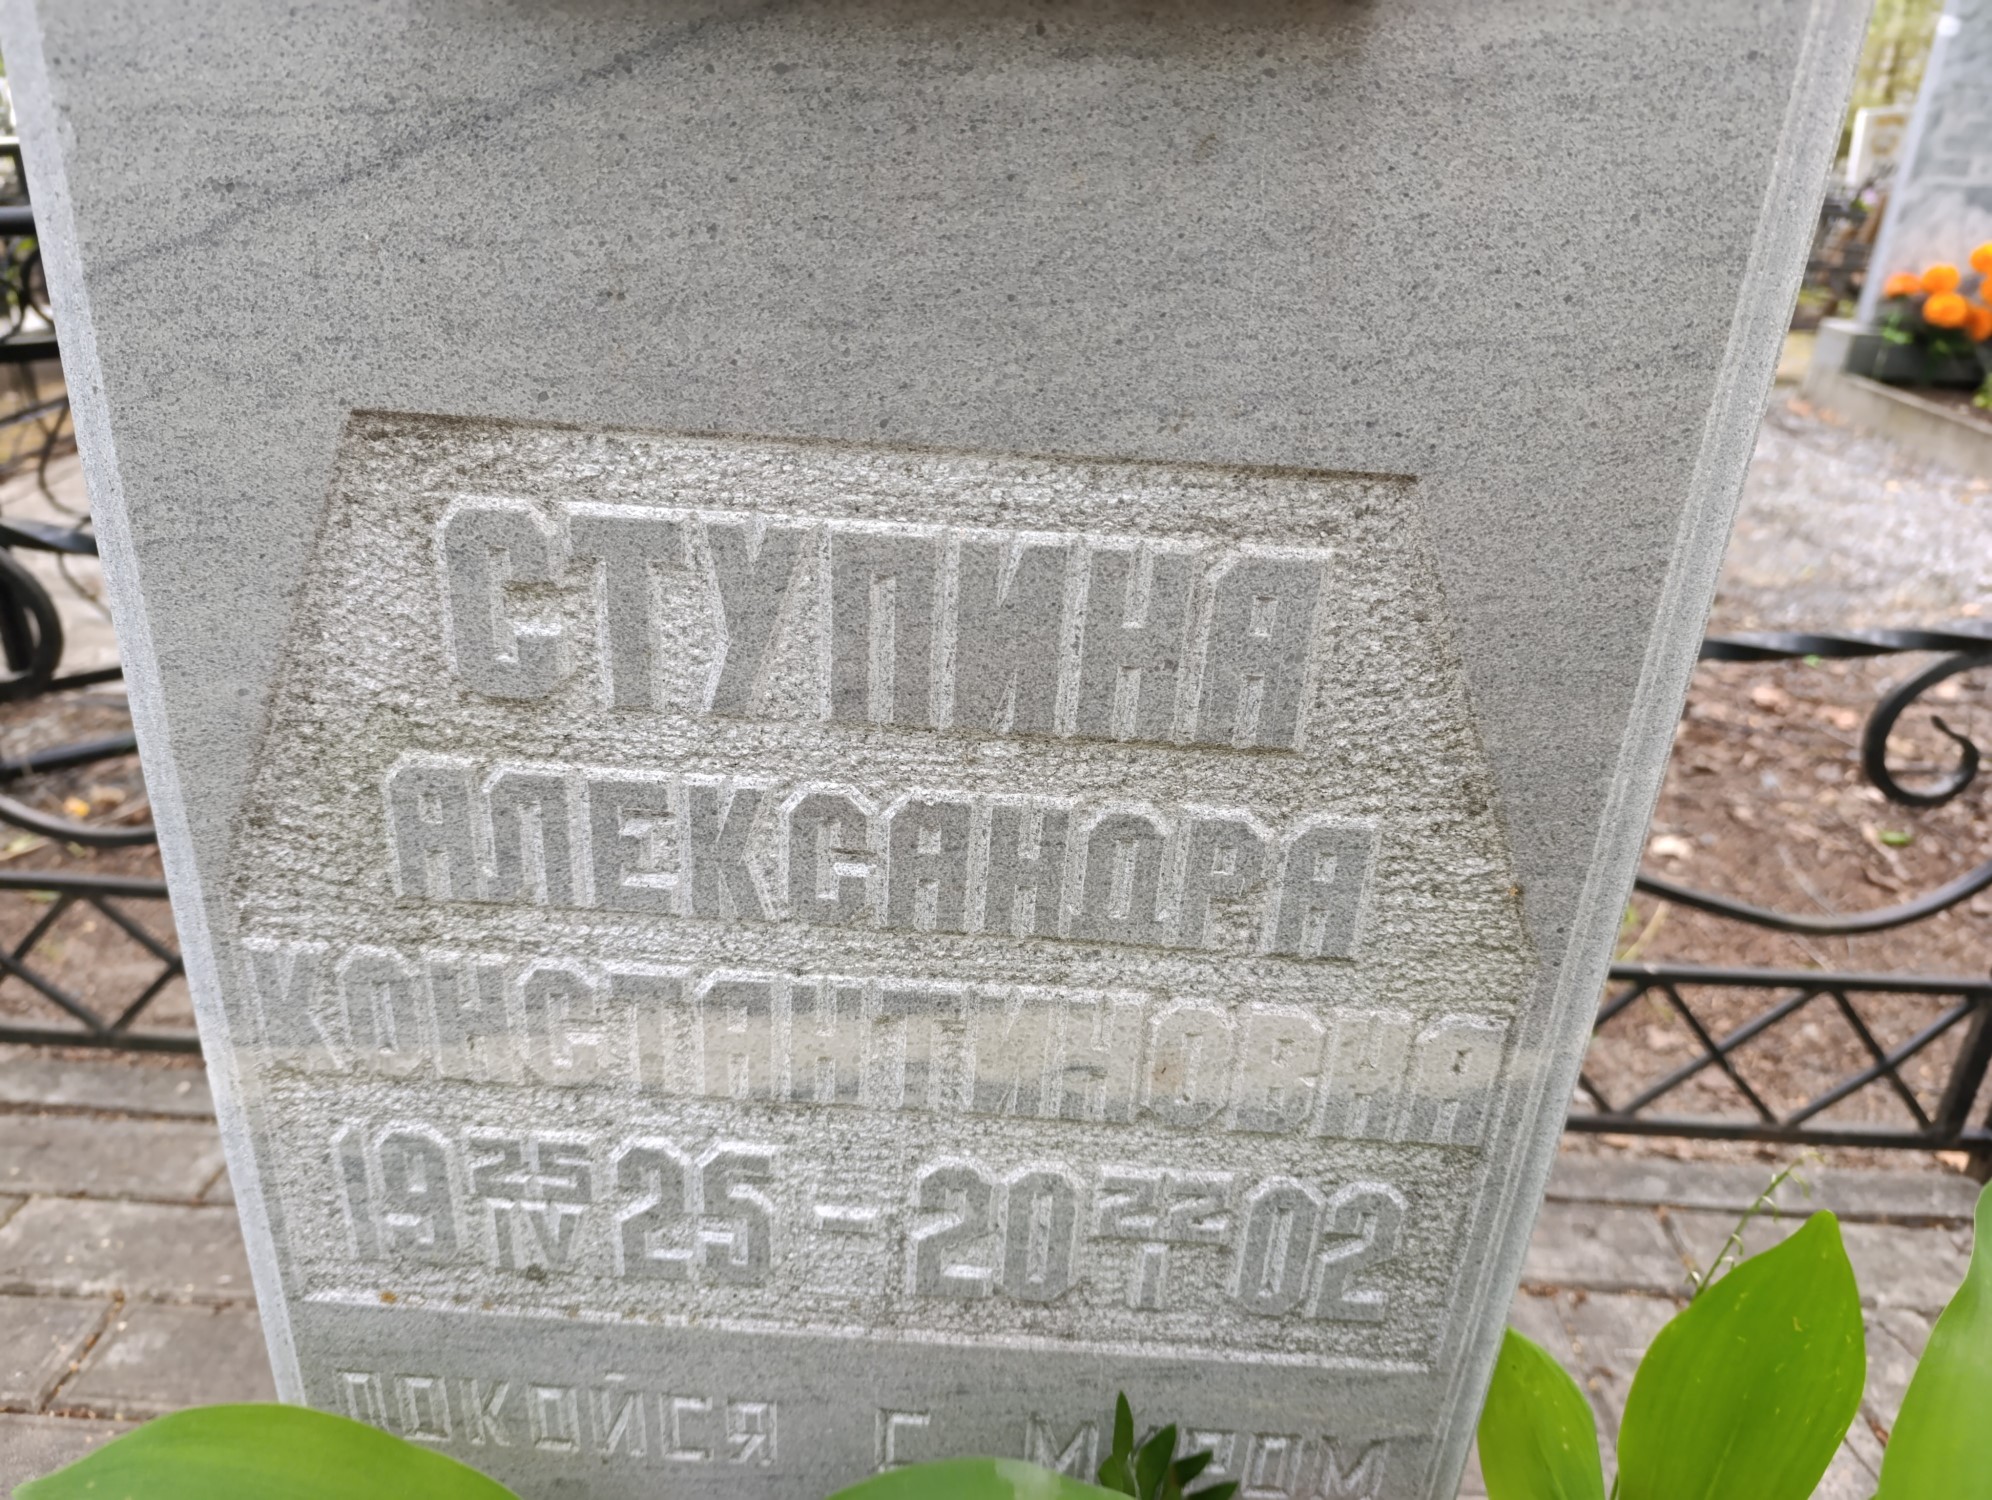 СТУПИНА
АЛЕКСАНДРА
КОНСТАНТИНОВНА
19 25/IV 25 – 20 22/I 02
ПОКОЙСЯ С МИРОМ